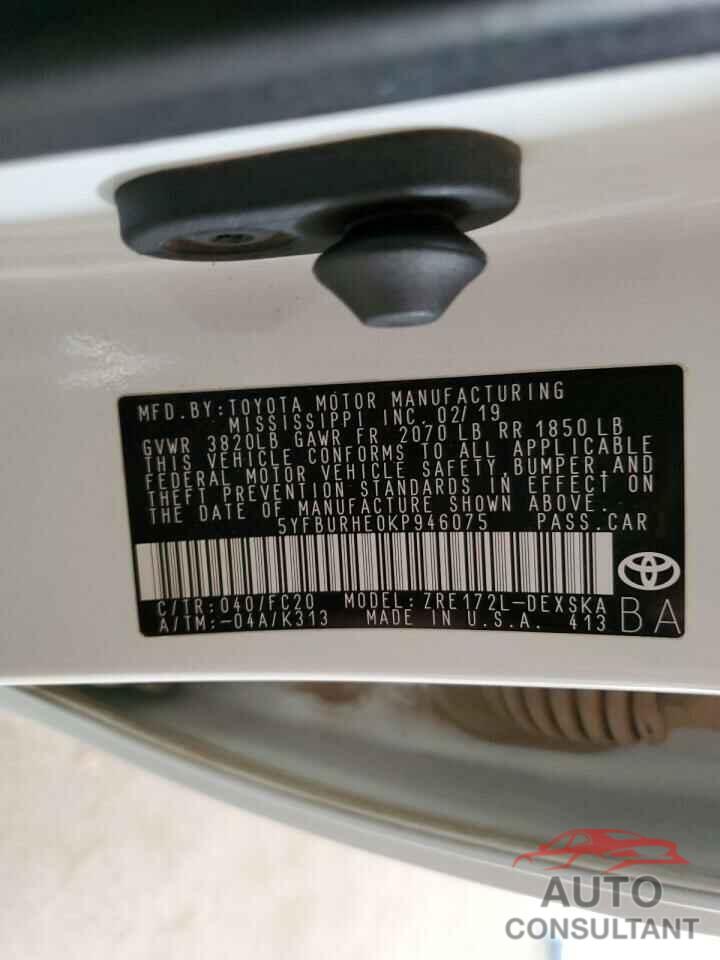 MFD.BY:TOYOTA MOTOR MANUFACTURING
MISSISSIPPI INC. 02/19
GVWR 3820LB GAWR FR 2070 LB RR 1850 LB
THIS VEHICLE CONFORMS TO ALL APPLICABLE
FEDERAL MOTOR VEHICLE SAFETY,BUMPER,AND
THEFT PREVENTION STANDARDS IN EFFECT ON
THE DATE OF MANUFACTURE SHOWN ABOVE.
5YFBURHE0KP946075 PASS.CAR
C/TR:040/FC20 MODEL:ZRE172L-DEXSKA
A/TM:-04A/K313 MADE IN U.S.A. 413
BA
AUTO
CONSULTANT